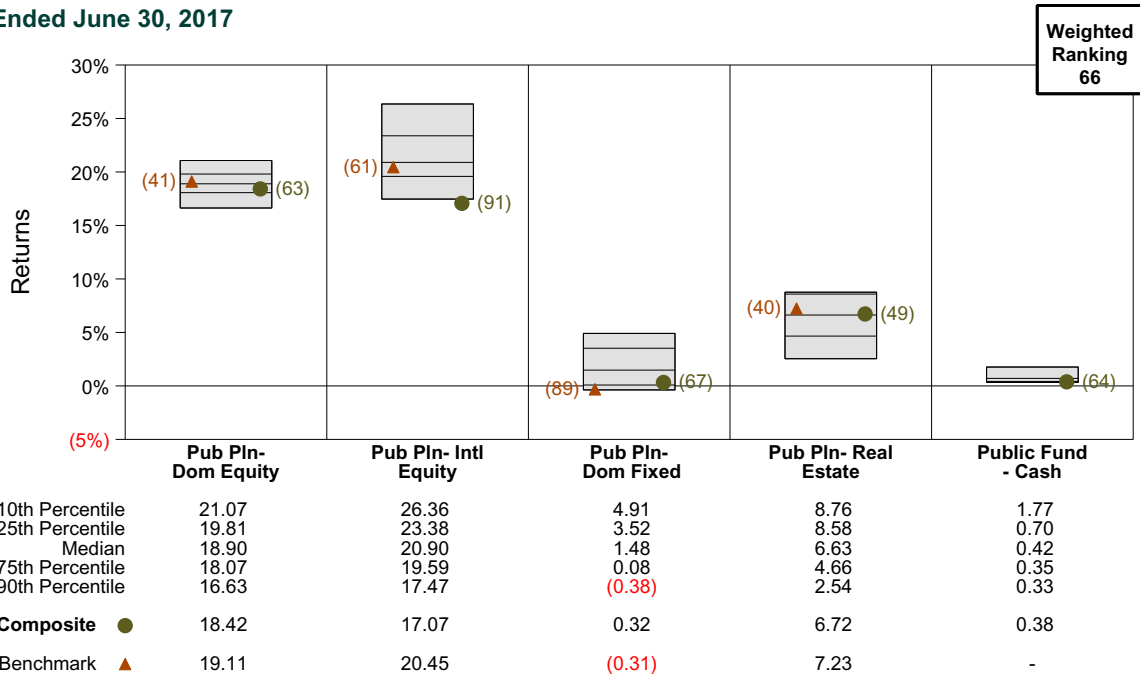 Ended June 30, 2017
Weighted
Ranking
66
Returns
30%
25%
20%
15%
10%
5%
0%
(5%)
(41)
(63)
(61)
(91)
(89)
(67)
(40)
(49)
(64)
Pub Pln-
Dom Equity
Pub Pln- Intl
Equity
Pub Pln-
Dom Fixed
Pub Pln- Real
Estate
Public Fund
- Cash
10th Percentile 21.07 26.36 4.91 8.76 1.77
25th Percentile 19.81 23.38 3.52 8.58 0.70
Median 18.90 20.90 1.48 6.63 0.42
75th Percentile 18.07 19.59 0.08 4.66 0.35
90th Percentile 16.63 17.47 (0.38) 2.54 0.33
Composite 18.42 17.07 0.32 6.72 0.38
Benchmark 19.11 20.45 (0.31) 7.23 -